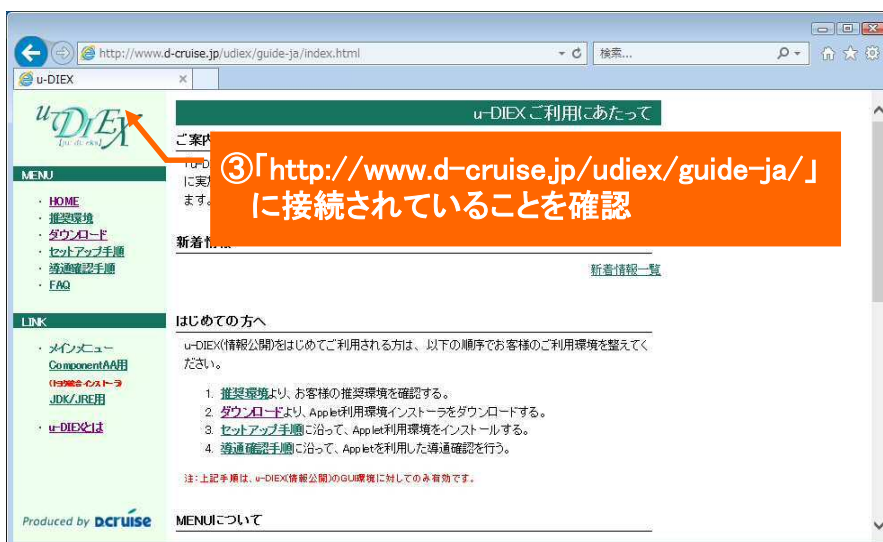 http://www.d-cruise.jp/udiex/guide-ja/index.html
検索...
u-DIEX
u-DIEX
u-DIEX ご利用にあたって
ご案内
③「http://www.d-cruise.jp/udiex/guide-ja/」
に接続されていることを確認
に実
ます。
MENU
・ HOME
・ 推奨環境
・ ダウンロード
・ セットアップ手順
・ 導通確認手順
・ FAQ
新着情報一覧
LINK
・ メインメニュー
ComponentAA用
JDK/JRE用
・ u-DIEXとは
はじめての方へ
u-DIEX(情報公開)をはじめてご利用される方は、以下の順序でお客様のご利用環境を整えてく
ださい。
1. 推奨環境より、お客様の推奨環境を確認する。
2. ダウンロードより、Applet利用環境インストーラをダウンロードする。
3. セットアップ手順に沿って、Applet利用環境をインストールする。
4. 導通確認手順に沿って、Appletを利用した導通確認を行う。
注：上記手順は、u-DIEX(情報公開)のGUI環境に対してのみ有効です。
Produced by D.cruise
MENUについて